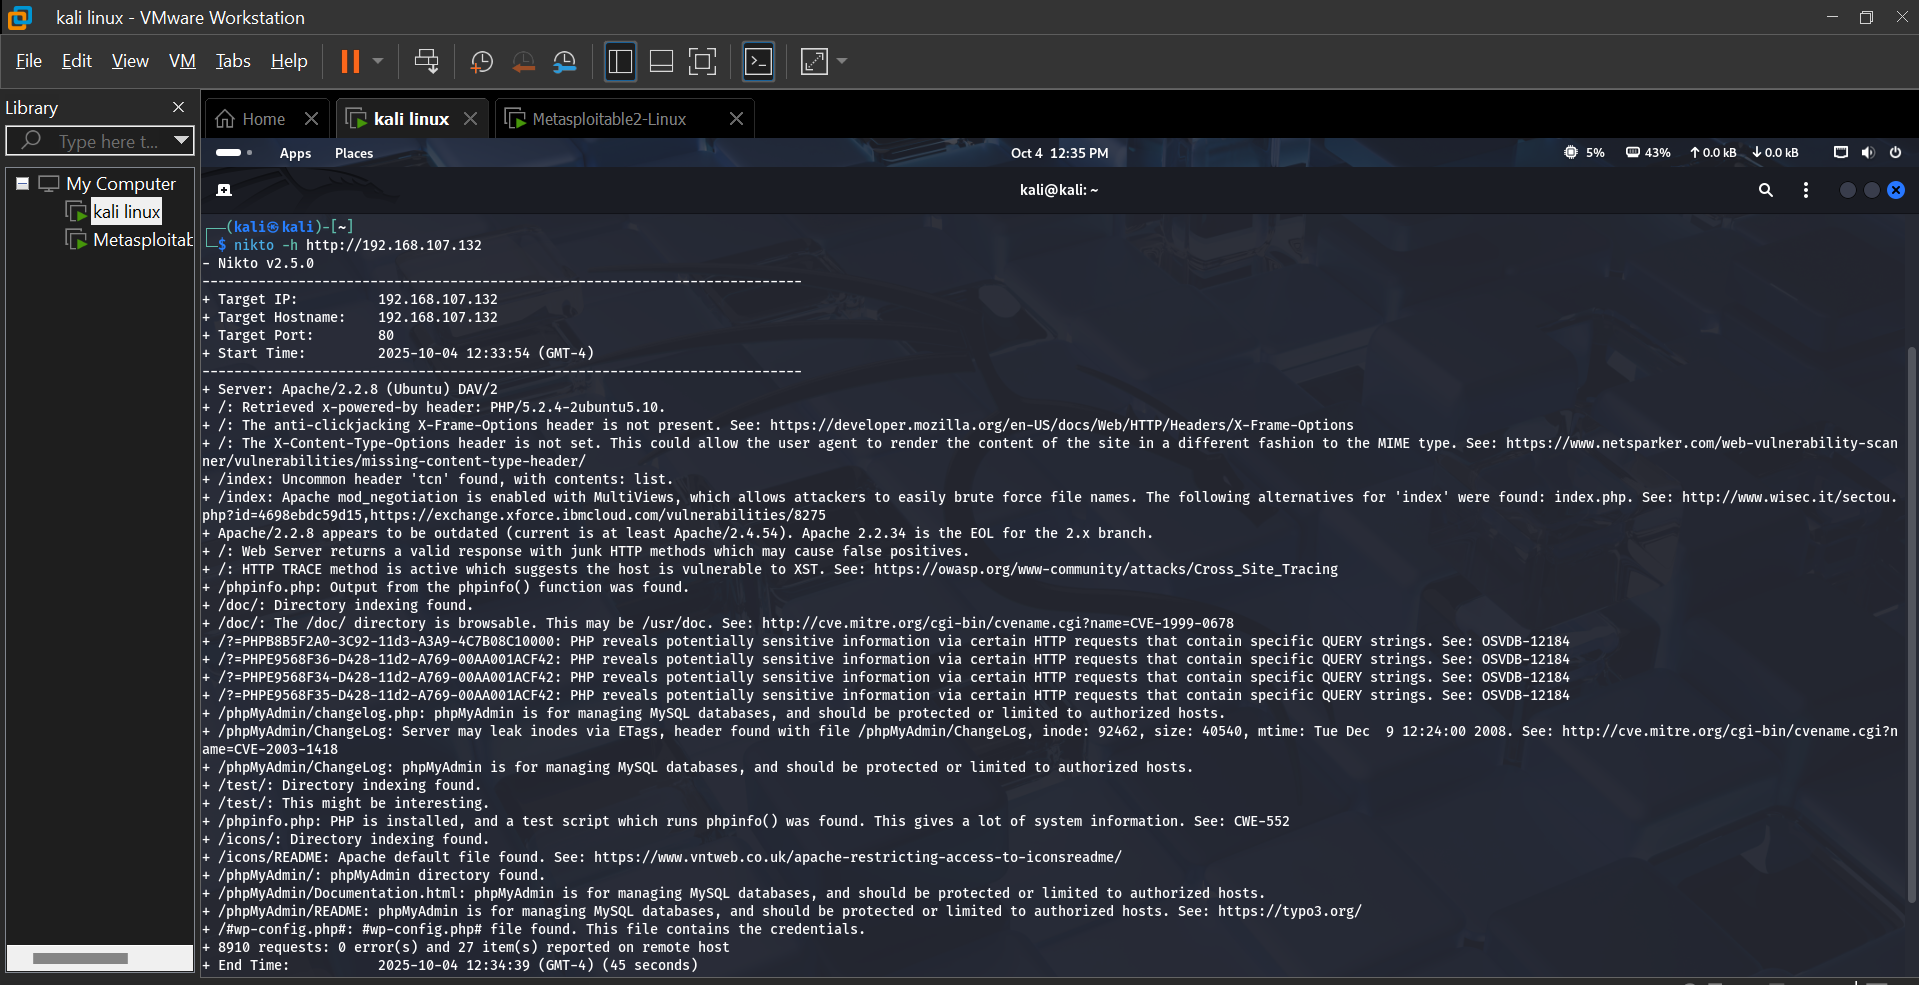 kali linux - VMware Workstation
File Edit View VM Tabs Help
Library
Type here t...
My Computer
kali linux
Metasploitab
Home
kali linux
Metasploitable2-Linux
Apps Places
Oct 4 12:35 PM
5% 43% 0.0 kB 0.0 kB
kali@kali: ~
(kali㉿kali)-[~]
$ nikto -h http://192.168.107.132
- Nikto v2.5.0
---------------------------------------------------------------------------
+ Target IP: 192.168.107.132
+ Target Hostname: 192.168.107.132
+ Target Port: 80
+ Start Time: 2025-10-04 12:33:54 (GMT-4)
---------------------------------------------------------------------------
+ Server: Apache/2.2.8 (Ubuntu) DAV/2
+ /: Retrieved x-powered-by header: PHP/5.2.4-2ubuntu5.10.
+ /: The anti-clickjacking X-Frame-Options header is not present. See: https://developer.mozilla.org/en-US/docs/Web/HTTP/Headers/X-Frame-Options
+ /: The X-Content-Type-Options header is not set. This could allow the user agent to render the content of the site in a different fashion to the MIME type. See: https://www.netsparker.com/web-vulnerability-scan
ner/vulnerabilities/missing-content-type-header/
+ /index: Uncommon header 'tcn' found, with contents: list.
+ /index: Apache mod_negotiation is enabled with MultiViews, which allows attackers to easily brute force file names. The following alternatives for 'index' were found: index.php. See: http://www.wisec.it/sectou.
php?id=4698ebdc59d15,https://exchange.xforce.ibmcloud.com/vulnerabilities/8275
+ Apache/2.2.8 appears to be outdated (current is at least Apache/2.4.54). Apache 2.2.34 is the EOL for the 2.x branch.
+ /: Web Server returns a valid response with junk HTTP methods which may cause false positives.
+ /: HTTP TRACE method is active which suggests the host is vulnerable to XST. See: https://owasp.org/www-community/attacks/Cross_Site_Tracing
+ /phpinfo.php: Output from the phpinfo() function was found.
+ /doc/: Directory indexing found.
+ /doc/: The /doc/ directory is browsable. This may be /usr/doc. See: http://cve.mitre.org/cgi-bin/cvename.cgi?name=CVE-1999-0678
+ /?=PHPB8B5F2A0-3C92-11d3-A3A9-4C7B08C10000: PHP reveals potentially sensitive information via certain HTTP requests that contain specific QUERY strings. See: OSVDB-12184
+ /?=PHPE9568F36-D428-11d2-A769-00AA001ACF42: PHP reveals potentially sensitive information via certain HTTP requests that contain specific QUERY strings. See: OSVDB-12184
+ /?=PHPE9568F34-D428-11d2-A769-00AA001ACF42: PHP reveals potentially sensitive information via certain HTTP requests that contain specific QUERY strings. See: OSVDB-12184
+ /?=PHPE9568F35-D428-11d2-A769-00AA001ACF42: PHP reveals potentially sensitive information via certain HTTP requests that contain specific QUERY strings. See: OSVDB-12184
+ /phpMyAdmin/changelog.php: phpMyAdmin is for managing MySQL databases, and should be protected or limited to authorized hosts.
+ /phpMyAdmin/ChangeLog: Server may leak inodes via ETags, header found with file /phpMyAdmin/ChangeLog, inode: 92462, size: 40540, mtime: Tue Dec  9 12:24:00 2008. See: http://cve.mitre.org/cgi-bin/cvename.cgi?n
ame=CVE-2003-1418
+ /phpMyAdmin/ChangeLog: phpMyAdmin is for managing MySQL databases, and should be protected or limited to authorized hosts.
+ /test/: Directory indexing found.
+ /test/: This might be interesting.
+ /phpinfo.php: PHP is installed, and a test script which runs phpinfo() was found. This gives a lot of system information. See: CWE-552
+ /icons/: Directory indexing found.
+ /icons/README: Apache default file found. See: https://www.vntweb.co.uk/apache-restricting-access-to-iconsreadme/
+ /phpMyAdmin/: phpMyAdmin directory found.
+ /phpMyAdmin/Documentation.html: phpMyAdmin is for managing MySQL databases, and should be protected or limited to authorized hosts.
+ /phpMyAdmin/README: phpMyAdmin is for managing MySQL databases, and should be protected or limited to authorized hosts. See: https://typo3.org/
+ /#wp-config.php#: #wp-config.php# file found. This file contains the credentials.
+ 8910 requests: 0 error(s) and 27 item(s) reported on remote host
+ End Time: 2025-10-04 12:34:39 (GMT-4) (45 seconds)